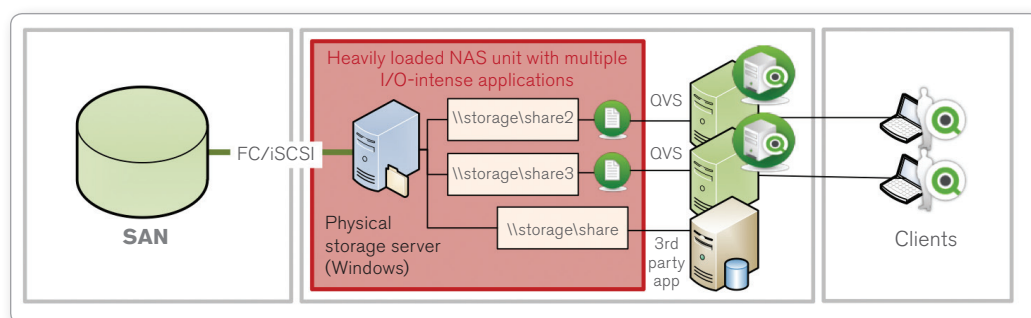 Heavily loaded NAS unit with multiple
I/O-intense applications
\\storage\share2
QVS
FC/iSCSI
\\storage\share3
QVS
\\storage\share
SAN
Physical
storage server
(Windows)
3rd
party
app
Clients